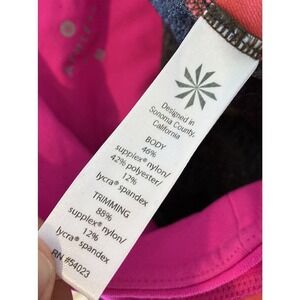 Designed in
Sonoma County,
California
BODY
46%
supplex® nylon/
42% polyester/
12%
lycra® spandex
TRIMMING
88%
supplex® nylon/
12%
lycra® spandex
RN #54023